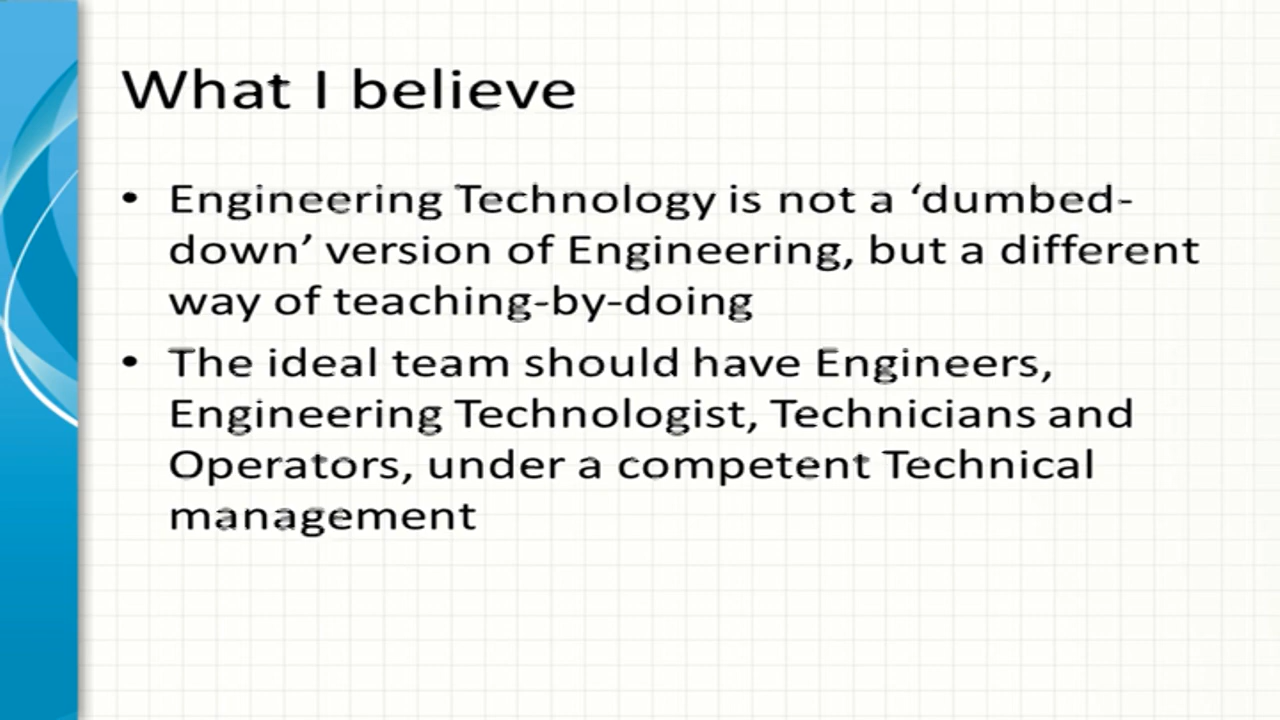 What I believe
• Engineering Technology is not a ‘dumbed-
down’ version of Engineering, but a different
way of teaching-by-doing
• The ideal team should have Engineers,
Engineering Technologist, Technicians and
Operators, under a competent Technical
management